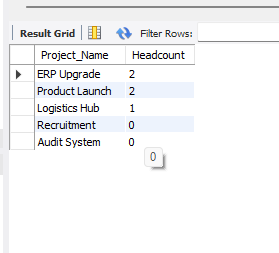 Result Grid Filter Rows:
Project_Name Headcount
ERP Upgrade 2
Product Launch 2
Logistics Hub 1
Recruitment 0
Audit System 0
0